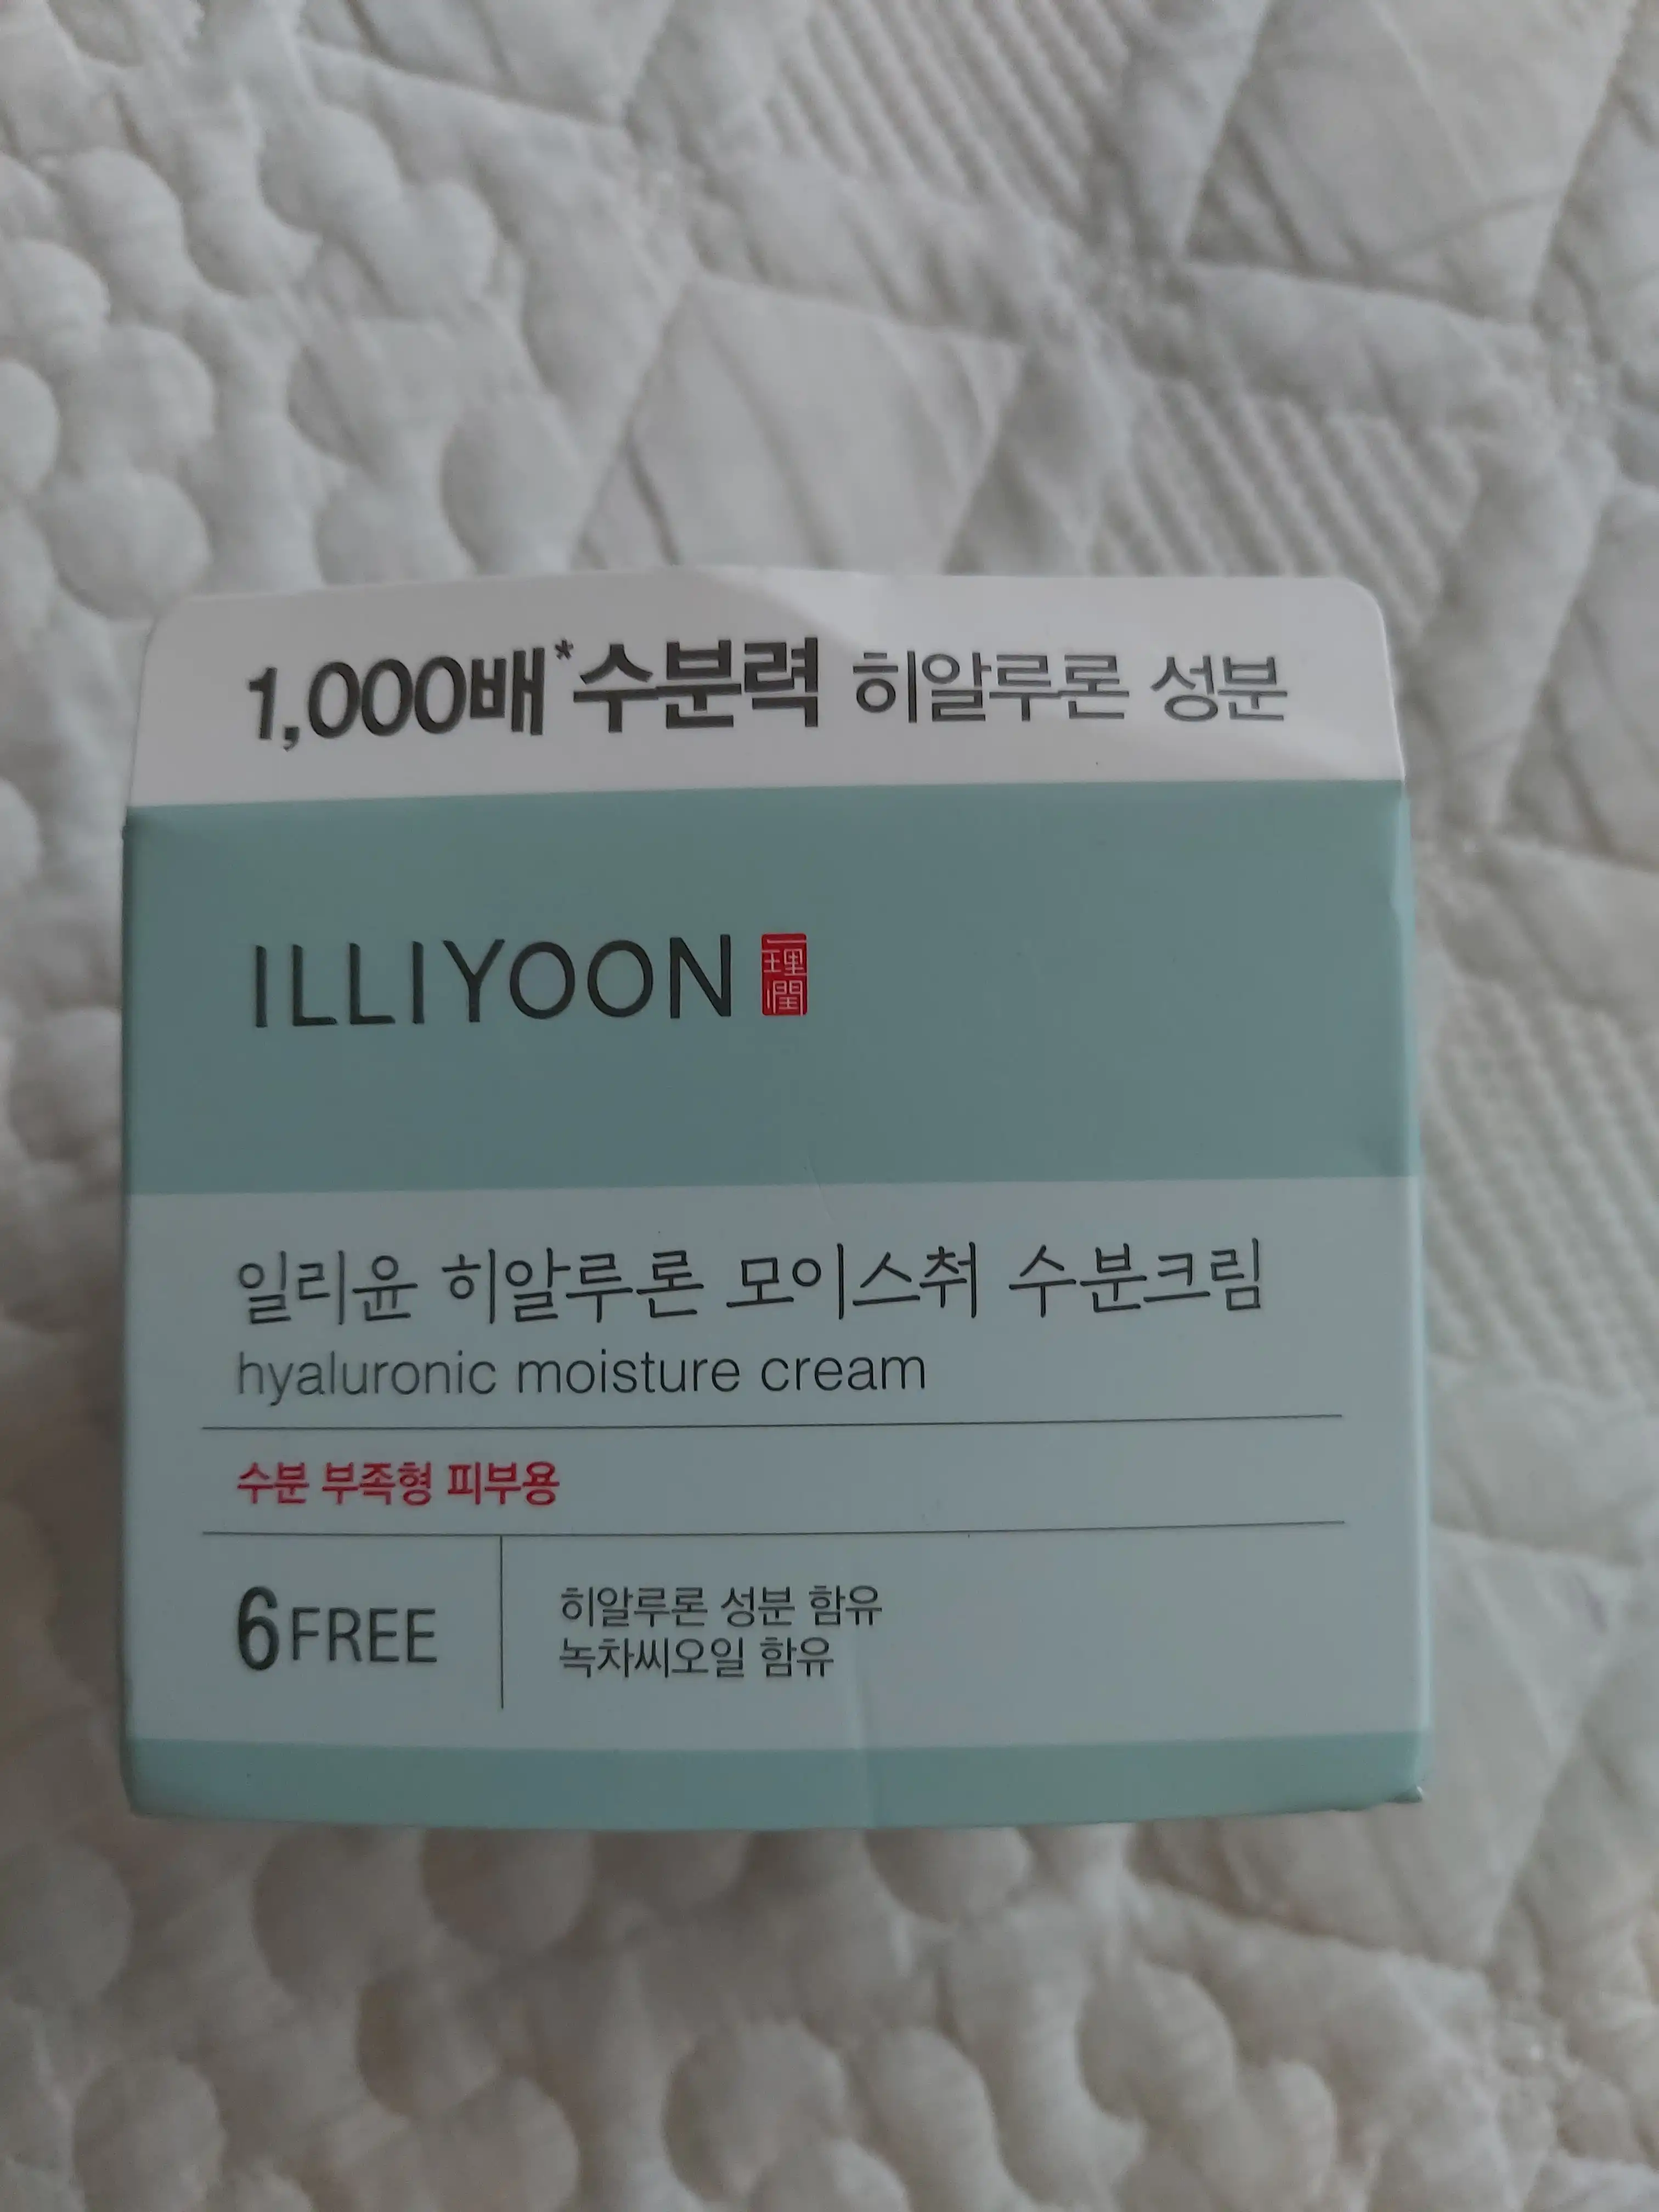 1,000배*수분력 히알루론 성분
ILLIYOON 一理潤
일리윤 히알루론 모이스춰 수분크림
hyaluronic moisture cream
수분 부족형 피부용
6FREE
히알루론 성분 함유
녹차씨오일 함유